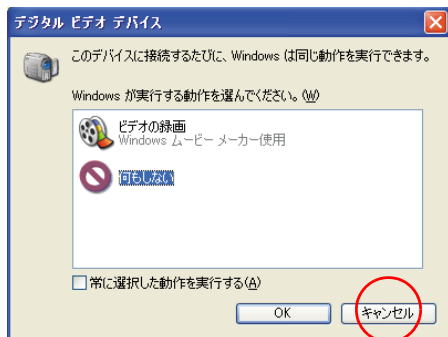 デジタル ビデオ デバイス
このデバイスに接続するたびに、Windows は同じ動作を実行できます。
Windows が実行する動作を選んでください。(W)
ビデオの録画
Windows ムービー メーカー使用
何もしない
常に選択した動作を実行する(A)
OK
キャンセル